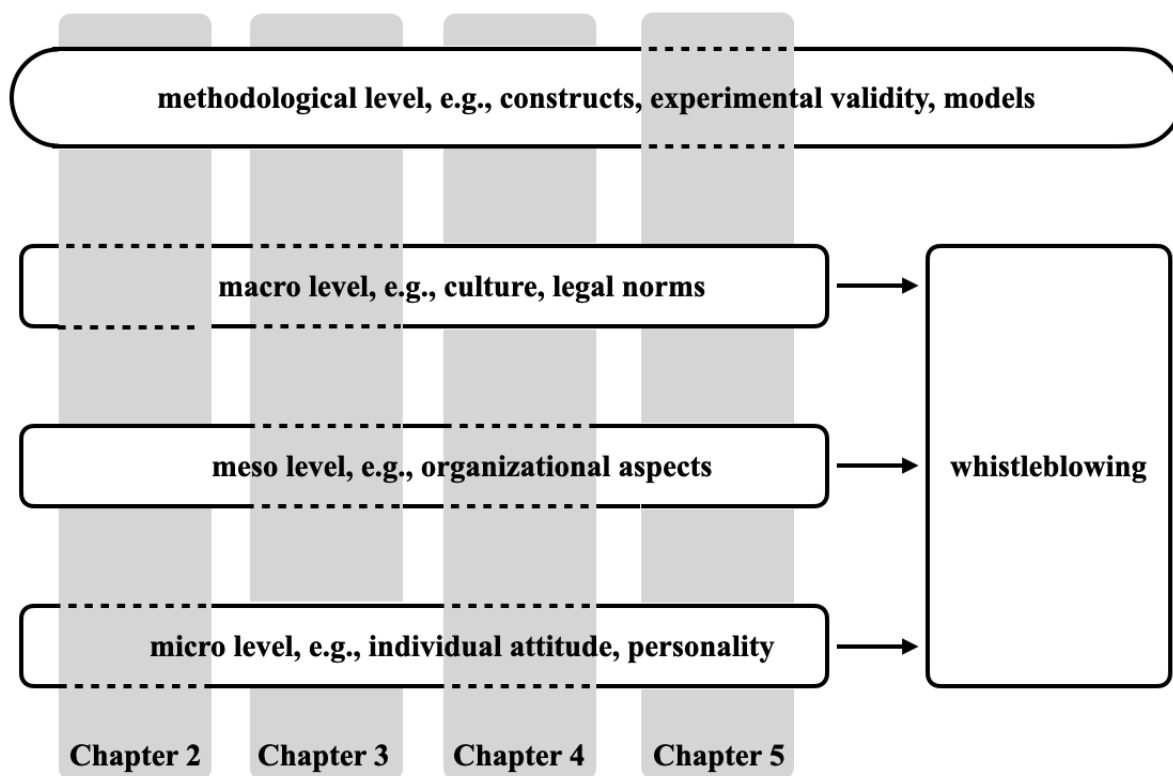 methodological level, e.g., constructs, experimental validity, models
macro level, e.g., culture, legal norms
meso level, e.g., organizational aspects
whistleblowing
micro level, e.g., individual attitude, personality
Chapter 2
Chapter 3
Chapter 4
Chapter 5